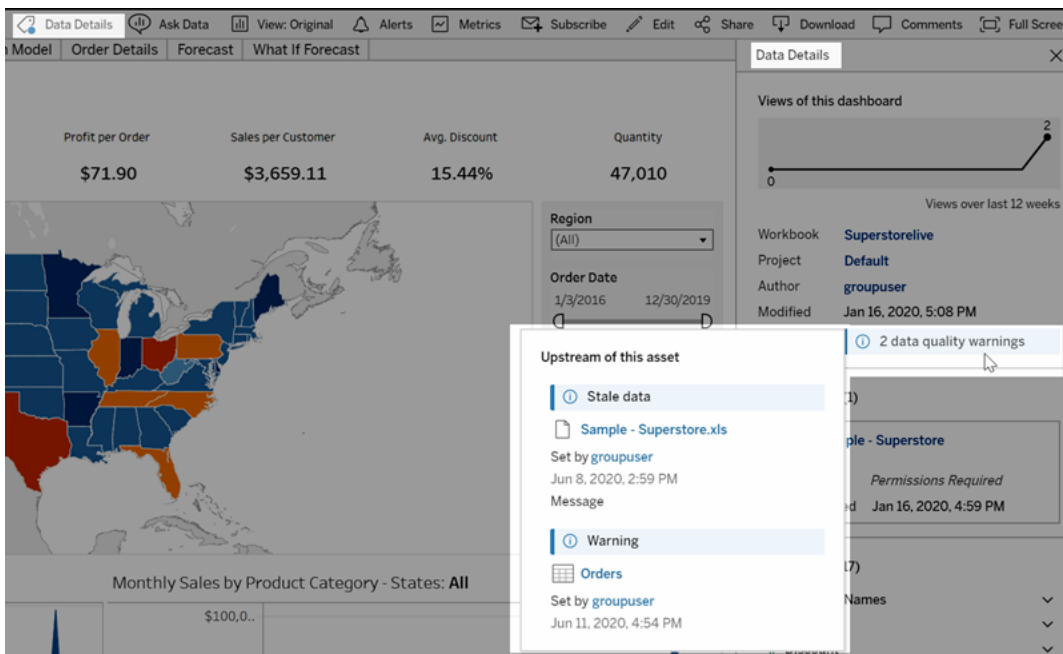 Data Details Ask Data View: Original Alerts Metrics Subscribe Edit Share Download Comments Full Scree
Model Order Details Forecast What If Forecast
Profit per Order Sales per Customer Avg. Discount Quantity
$71.90 $3,659.11 15.44% 47,010
Region
(All)
Order Date
1/3/2016 12/30/2019
Monthly Sales by Product Category - States: All
$100,0..
Upstream of this asset
Stale data
Sample - Superstore.xls
Set by groupuser
Jun 8, 2020, 2:59 PM
Message
Warning
Orders
Set by groupuser
Jun 11, 2020, 4:54 PM
Data Details
Views of this dashboard
2
0
Views over last 12 weeks
Workbook Superstorelive
Project Default
Author groupuser
Modified Jan 16, 2020, 5:08 PM
2 data quality warnings
1)
ple - Superstore
Permissions Required
ed Jan 16, 2020, 4:59 PM
17)
Names